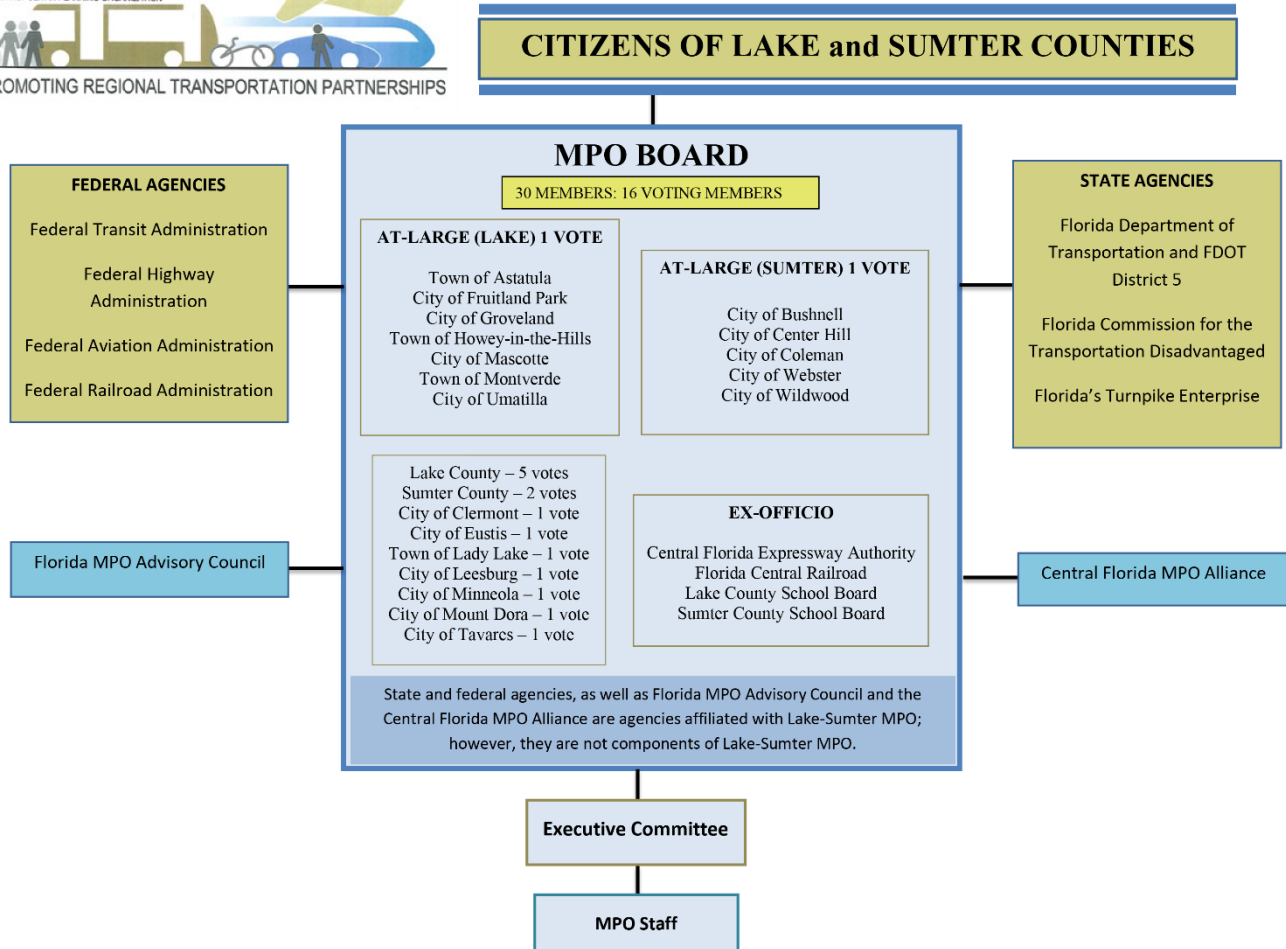 PROMOTING REGIONAL TRANSPORTATION PARTNERSHIPS
CITIZENS OF LAKE and SUMTER COUNTIES
MPO BOARD
30 MEMBERS: 16 VOTING MEMBERS
FEDERAL AGENCIES
Federal Transit Administration
Federal Highway
Administration
Federal Aviation Administration
Federal Railroad Administration
AT-LARGE (LAKE) 1 VOTE
Town of Astatula
City of Fruitland Park
City of Groveland
Town of Howey-in-the-Hills
City of Mascotte
Town of Montverde
City of Umatilla
AT-LARGE (SUMTER) 1 VOTE
City of Bushnell
City of Center Hill
City of Coleman
City of Webster
City of Wildwood
STATE AGENCIES
Florida Department of
Transportation and FDOT
District 5
Florida Commission for the
Transportation Disadvantaged
Florida's Turnpike Enterprise
Florida MPO Advisory Council
Lake County – 5 votes
Sumter County – 2 votes
City of Clermont – 1 vote
City of Eustis – 1 vote
Town of Lady Lake – 1 vote
City of Leesburg – 1 vote
City of Minneola – 1 vote
City of Mount Dora – 1 vote
City of Tavares – 1 vote
EX-OFFICIO
Central Florida Expressway Authority
Florida Central Railroad
Lake County School Board
Sumter County School Board
Central Florida MPO Alliance
State and federal agencies, as well as Florida MPO Advisory Council and the
Central Florida MPO Alliance are agencies affiliated with Lake-Sumter MPO;
however, they are not components of Lake-Sumter MPO.
Executive Committee
MPO Staff